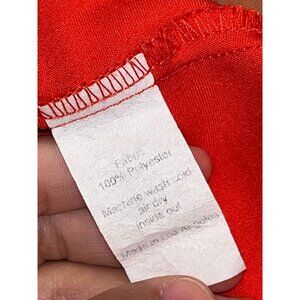 Fabric
100% Polyester
Machine wash cold
air dry
inside out
Made in Los Angeles